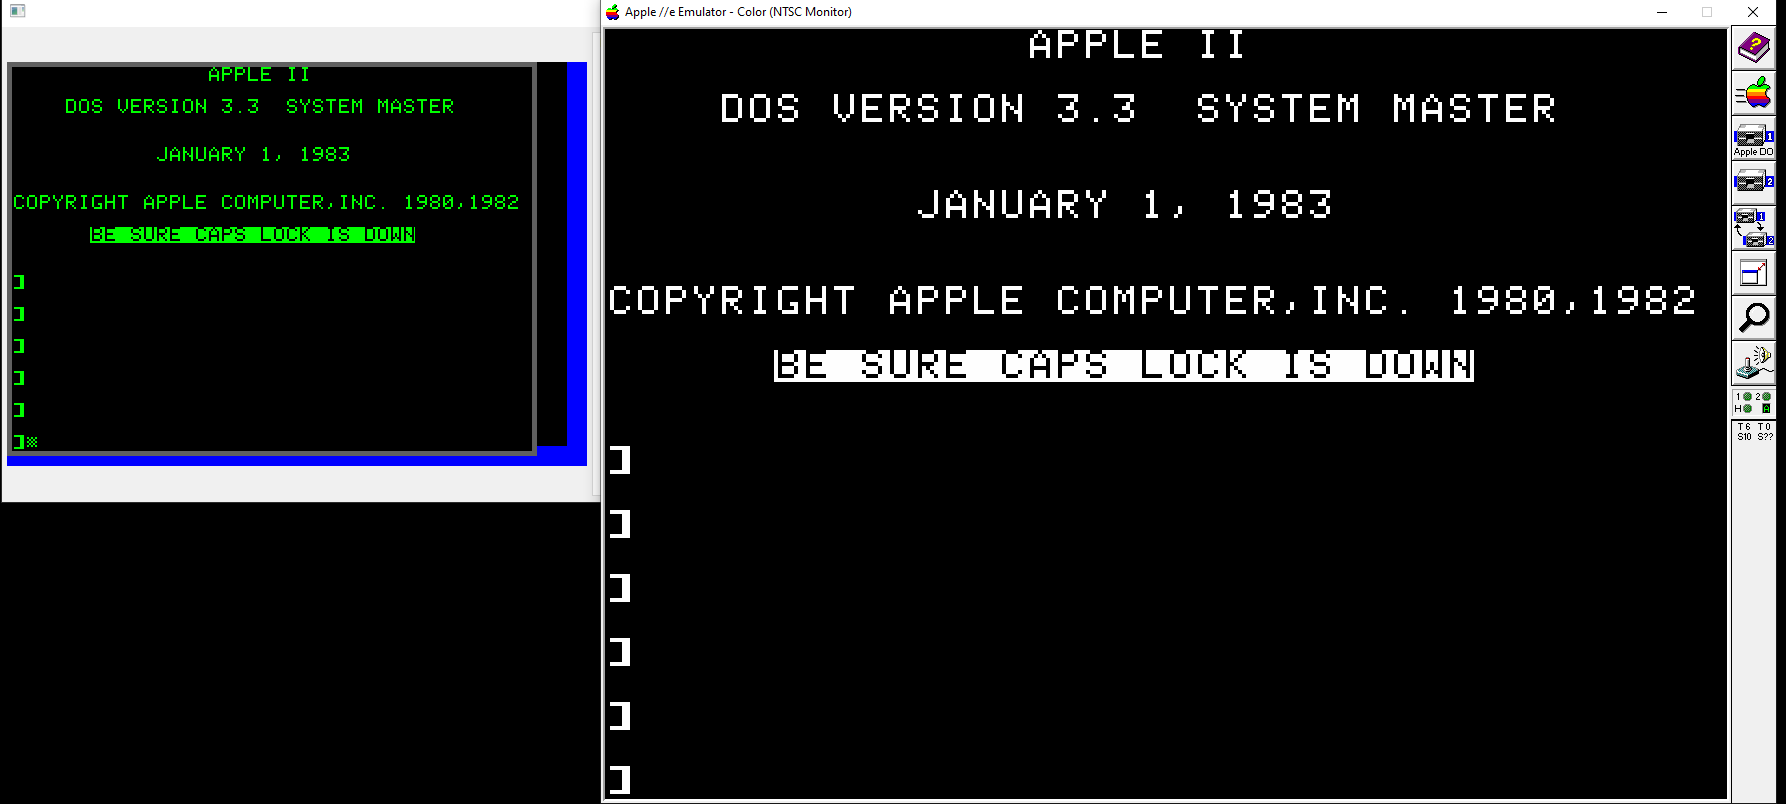 APPLE II
DOS VERSION 3.3  SYSTEM MASTER
JANUARY 1, 1983
COPYRIGHT APPLE COMPUTER,INC. 1980,1982
BE SURE CAPS LOCK IS DOWN
]
]
]
]
]
]
Apple //e Emulator - Color (NTSC Monitor)
APPLE II
DOS VERSION 3.3  SYSTEM MASTER
JANUARY 1, 1983
COPYRIGHT APPLE COMPUTER,INC. 1980,1982
BE SURE CAPS LOCK IS DOWN
]
]
]
]
]
]
?
1
Apple DO
2
1
2
1 2
H A
T 6 T 0
S10 S??